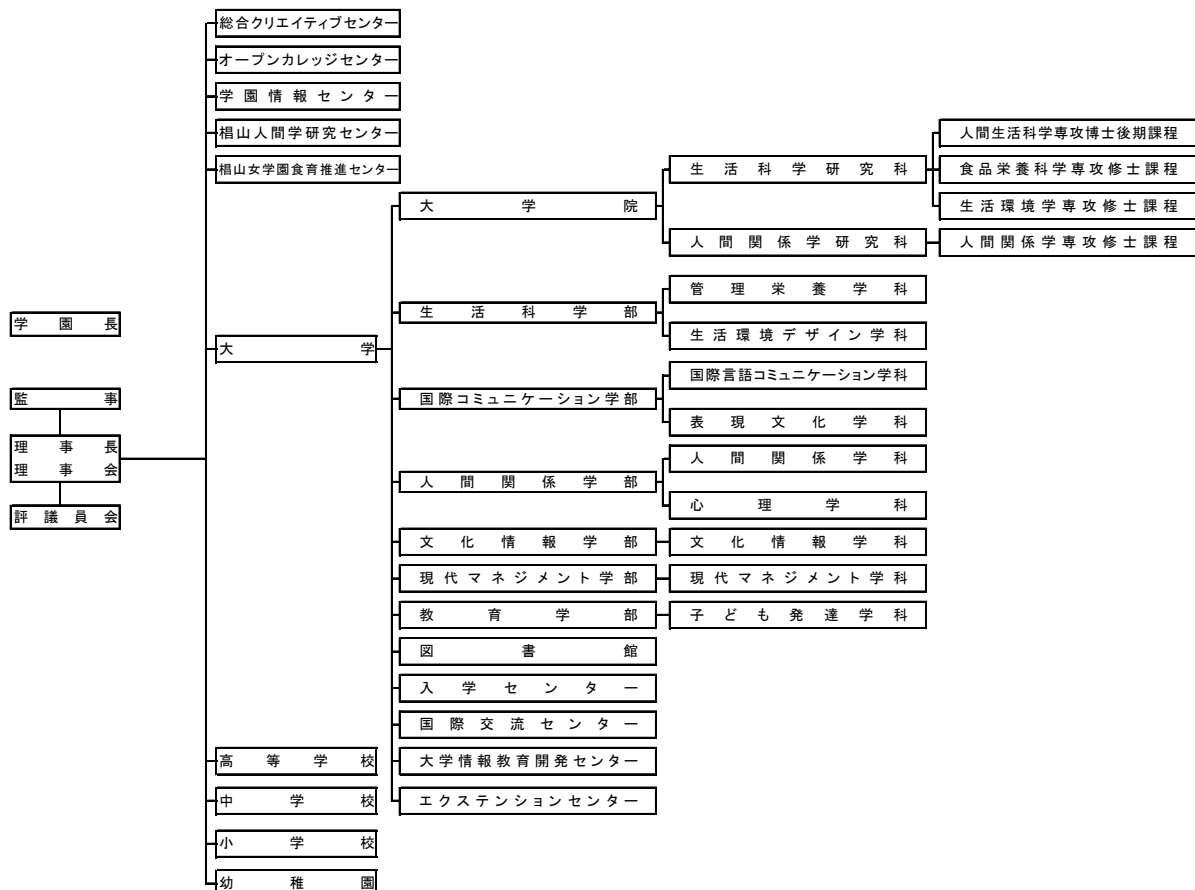 総合クリエイティブセンター
オープンカレッジセンター
学園情報センター
椙山人間学研究センター
椙山女学園食育推進センター
人間生活科学専攻博士後期課程
生活科学研究科
食品栄養科学専攻修士課程
大学院
生活環境学専攻修士課程
人間関係学研究科
人間関係学専攻修士課程
管理栄養学科
生活科学部
生活環境デザイン学科
学園長
大学
国際言語コミュニケーション学科
国際コミュニケーション学部
表現文化学科
監事
理事長
理事会
評議員会
人間関係学科
人間関係学部
心理学科
文化情報学部
文化情報学科
現代マネジメント学部
現代マネジメント学科
教育学部
子ども発達学科
図書館
入学センター
国際交流センター
高等学校
大学情報教育開発センター
中学校
エクステンションセンター
小学校
幼稚園